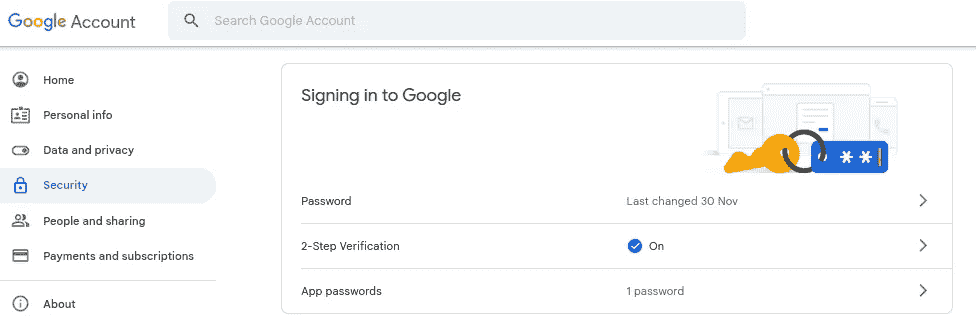 Google Account
Search Google Account
Home
Personal info
Data and privacy
Security
People and sharing
Payments and subscriptions
About
Signing in to Google
**
Password Last changed 30 Nov
2-Step Verification On
App passwords 1 password